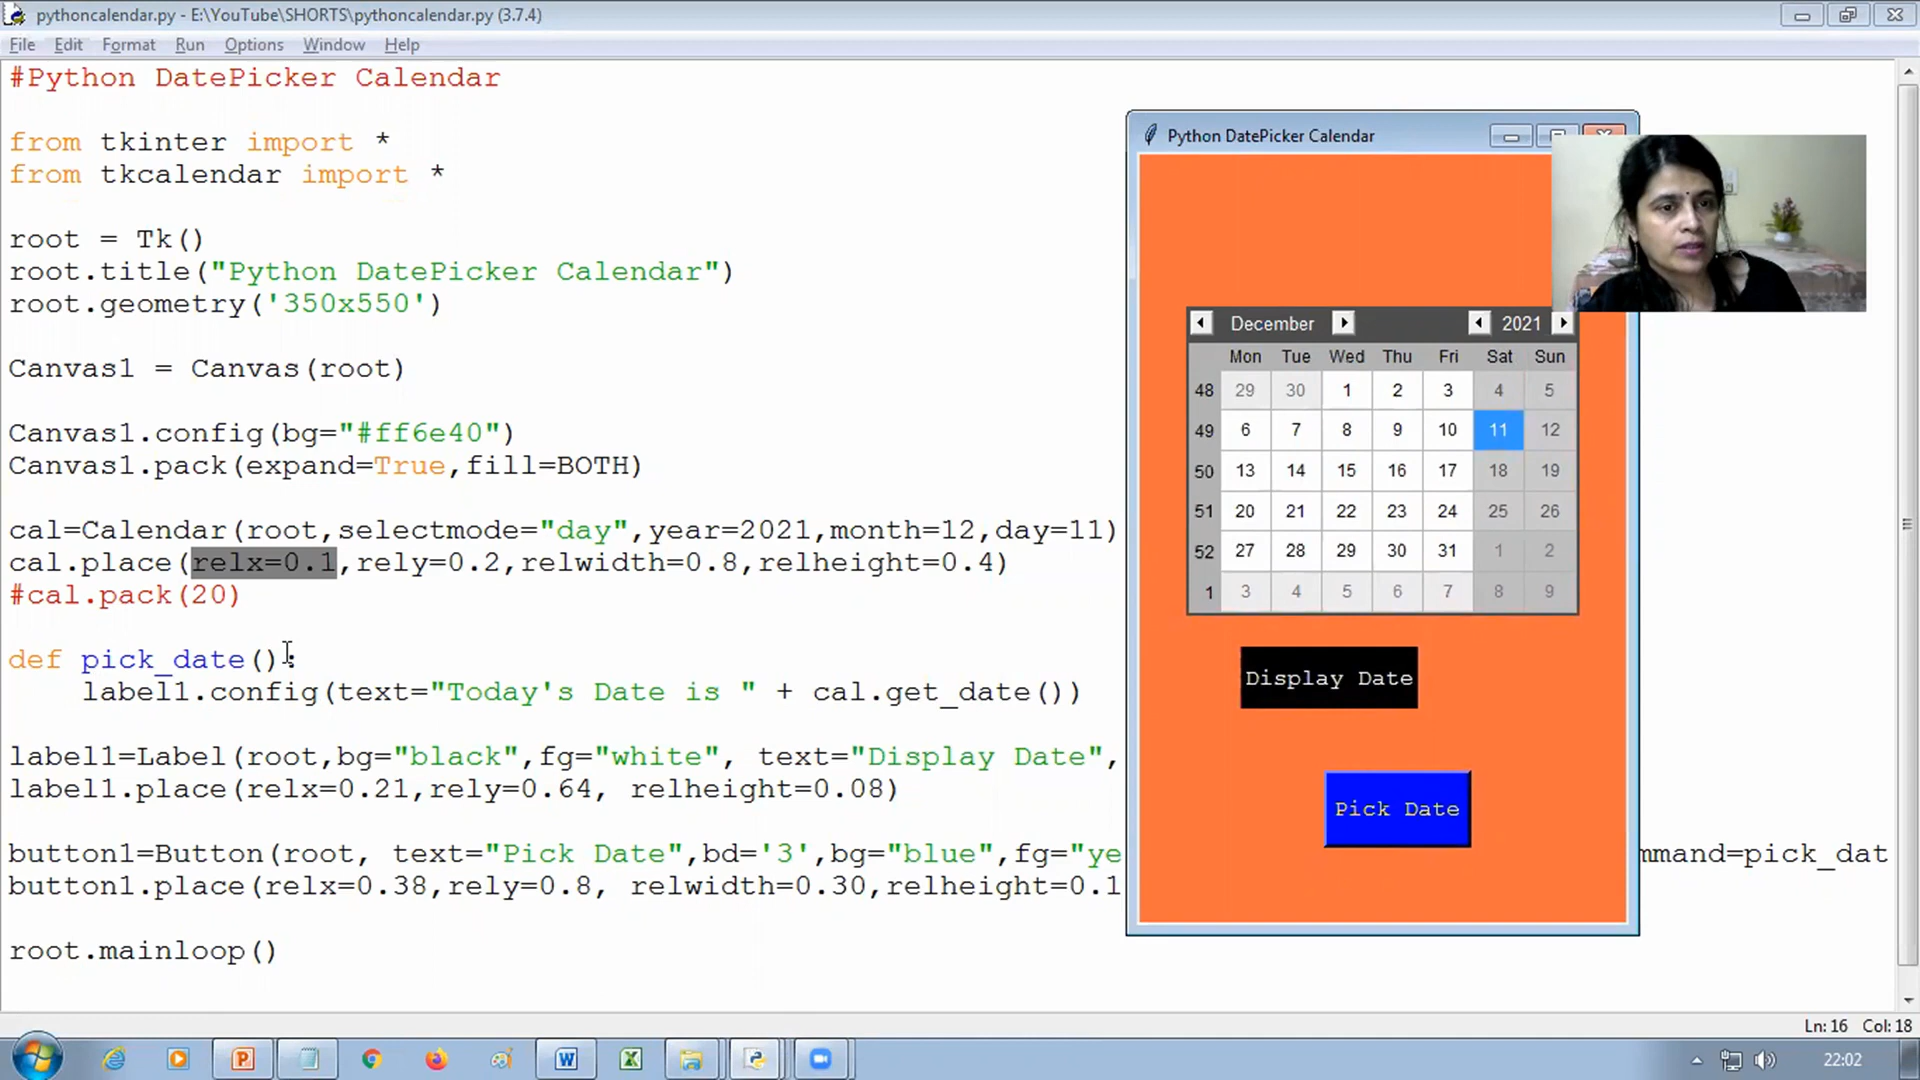 pythoncalendar.py - E:\YouTube\SHORTS\pythoncalendar.py (3.7.4)
File Edit Format Run Options Window Help
#Python DatePicker Calendar
from tkinter import *
from tkcalendar import *
root = Tk()
root.title("Python DatePicker Calendar")
root.geometry('350x550')
Canvas1 = Canvas(root)
Canvas1.config(bg="#ff6e40")
Canvas1.pack(expand=True,fill=BOTH)
cal=Calendar(root,selectmode="day",year=2021,month=12,day=11)
cal.place(relx=0.1,rely=0.2,relwidth=0.8,relheight=0.4)
#cal.pack(20)
def pick_date():
label1.config(text="Today's Date is " + cal.get_date())
label1=Label(root,bg="black",fg="white", text="Display Date",
label1.place(relx=0.21,rely=0.64, relheight=0.08)
button1=Button(root, text="Pick Date",bd='3',bg="blue",fg="ye
mmand=pick_dat
button1.place(relx=0.38,rely=0.8, relwidth=0.30,relheight=0.1
root.mainloop()
Python DatePicker Calendar
December 2021
Mon Tue Wed Thu Fri Sat Sun
48 29 30 1 2 3 4 5
49 6 7 8 9 10 11 12
50 13 14 15 16 17 18 19
51 20 21 22 23 24 25 26
52 27 28 29 30 31 1 2
1 3 4 5 6 7 8 9
Display Date
Pick Date
Ln: 16 Col: 18
22:02